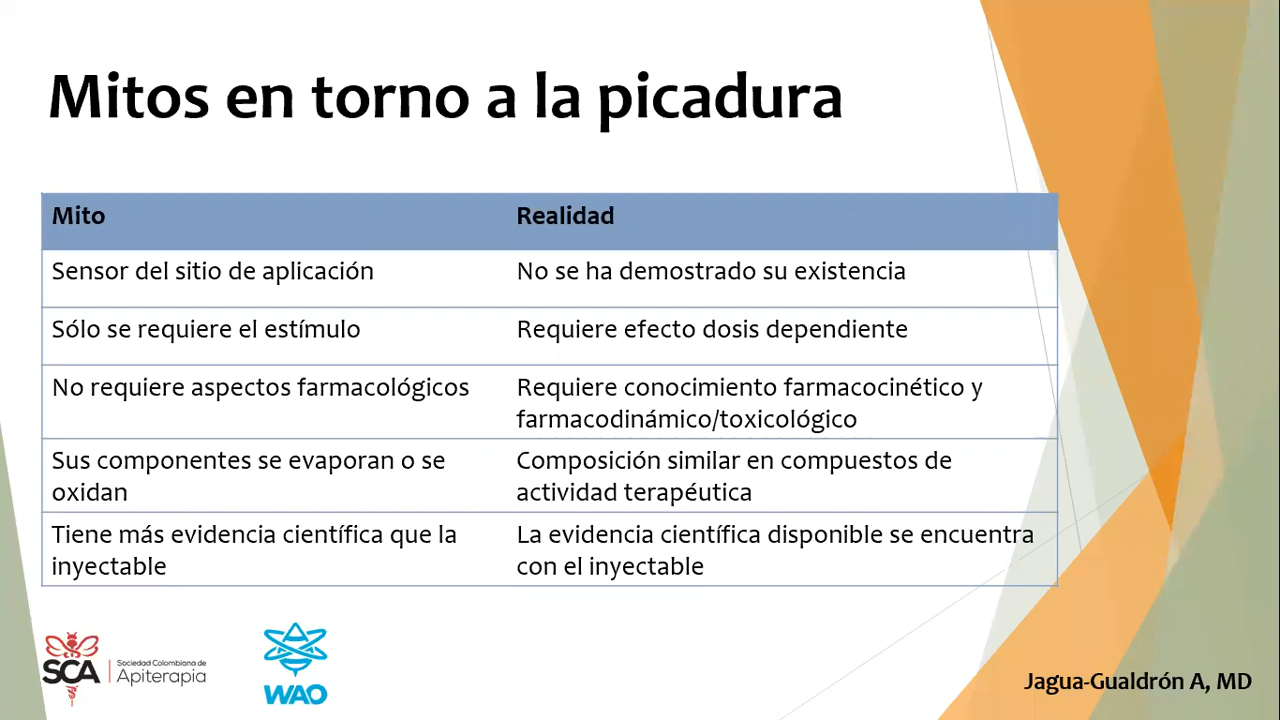 Mitos en torno a la picadura
Mito
Realidad
Sensor del sitio de aplicación
No se ha demostrado su existencia
Sólo se requiere el estímulo
Requiere efecto dosis dependiente
No requiere aspectos farmacológicos
Requiere conocimiento farmacocinético y
farmacodinámico/toxicológico
Sus componentes se evaporan o se
oxidan
Composición similar en compuestos de
actividad terapéutica
Tiene más evidencia científica que la
inyectable
La evidencia científica disponible se encuentra
con el inyectable
SCA
Sociedad Colombiana de
Apiterapia
WAO
Jagua-Gualdrón A, MD